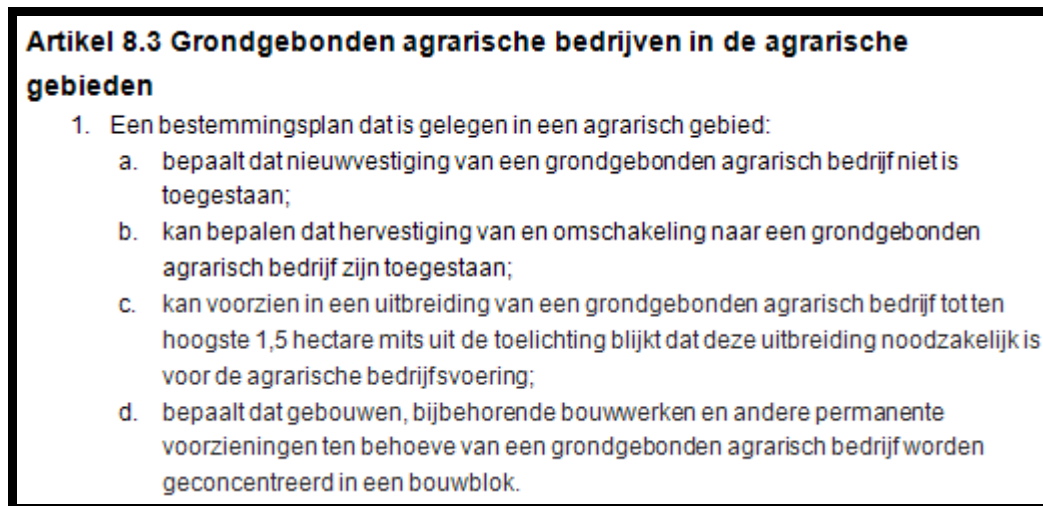 Artikel 8.3 Grondgebonden agrarische bedrijven in de agrarische
gebieden
1. Een bestemmingsplan dat is gelegen in een agrarisch gebied:
a. bepaalt dat nieuwvestiging van een grondgebonden agrarisch bedrijf niet is
toegestaan;
b. kan bepalen dat hervestiging van en omschakeling naar een grondgebonden
agrarisch bedrijf zijn toegestaan;
c. kan voorzien in een uitbreiding van een grondgebonden agrarisch bedrijf tot ten
hoogste 1,5 hectare mits uit de toelichting blijkt dat deze uitbreiding noodzakelijk is
voor de agrarische bedrijfsvoering;
d. bepaalt dat gebouwen, bijbehorende bouwwerken en andere permanente
voorzieningen ten behoeve van een grondgebonden agrarisch bedrijf worden
geconcentreerd in een bouwblok.